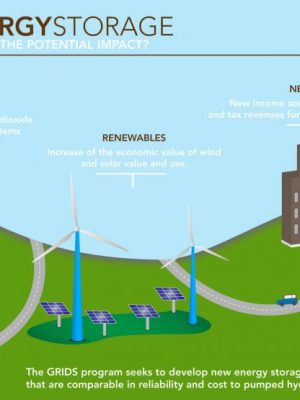 RGYSTORAGE
THE POTENTIAL IMPACT?
dioxide
tems
RENEWABLES
Increase of the economic value of wind
and solar value and use.
NE
New income sou
and tax revenues for
The GRIDS program seeks to develop new energy storag
that are comparable in reliability and cost to pumped hy